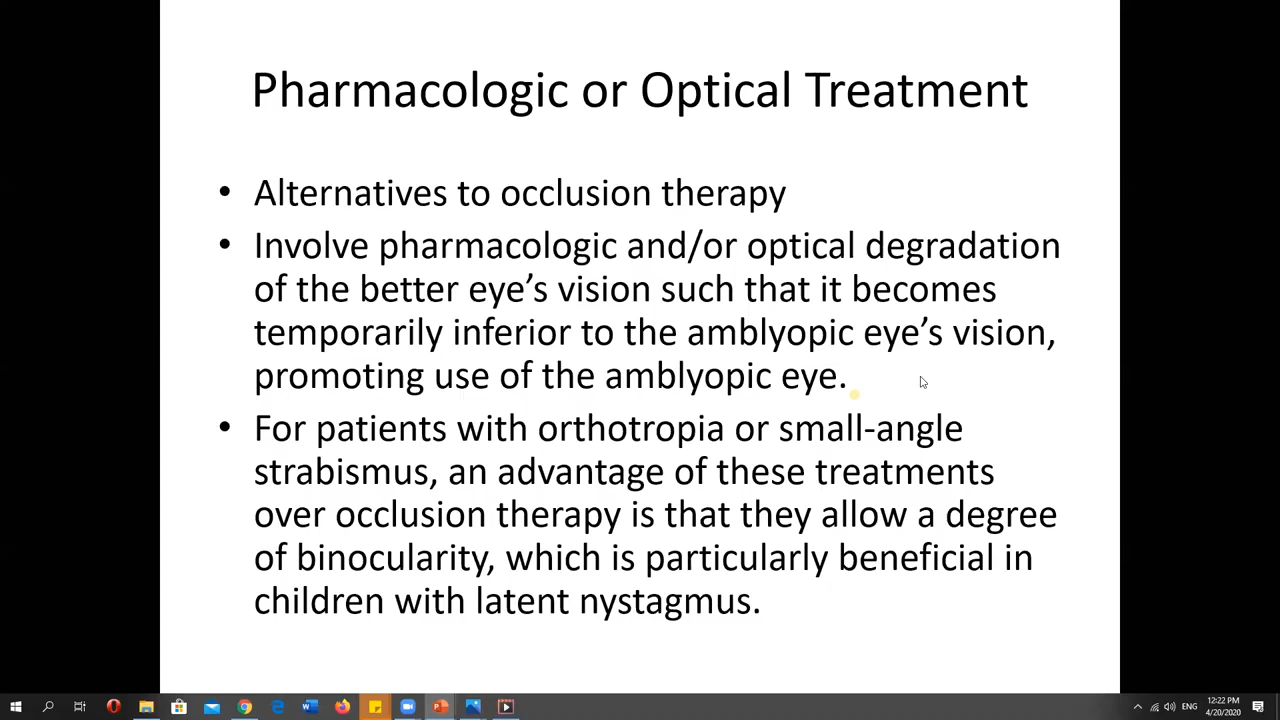 Pharmacologic or Optical Treatment
• Alternatives to occlusion therapy
• Involve pharmacologic and/or optical degradation
of the better eye’s vision such that it becomes
temporarily inferior to the amblyopic eye’s vision,
promoting use of the amblyopic eye.
• For patients with orthotropia or small-angle
strabismus, an advantage of these treatments
over occlusion therapy is that they allow a degree
of binocularity, which is particularly beneficial in
children with latent nystagmus.
12:22 PM
ENG
4/20/2020